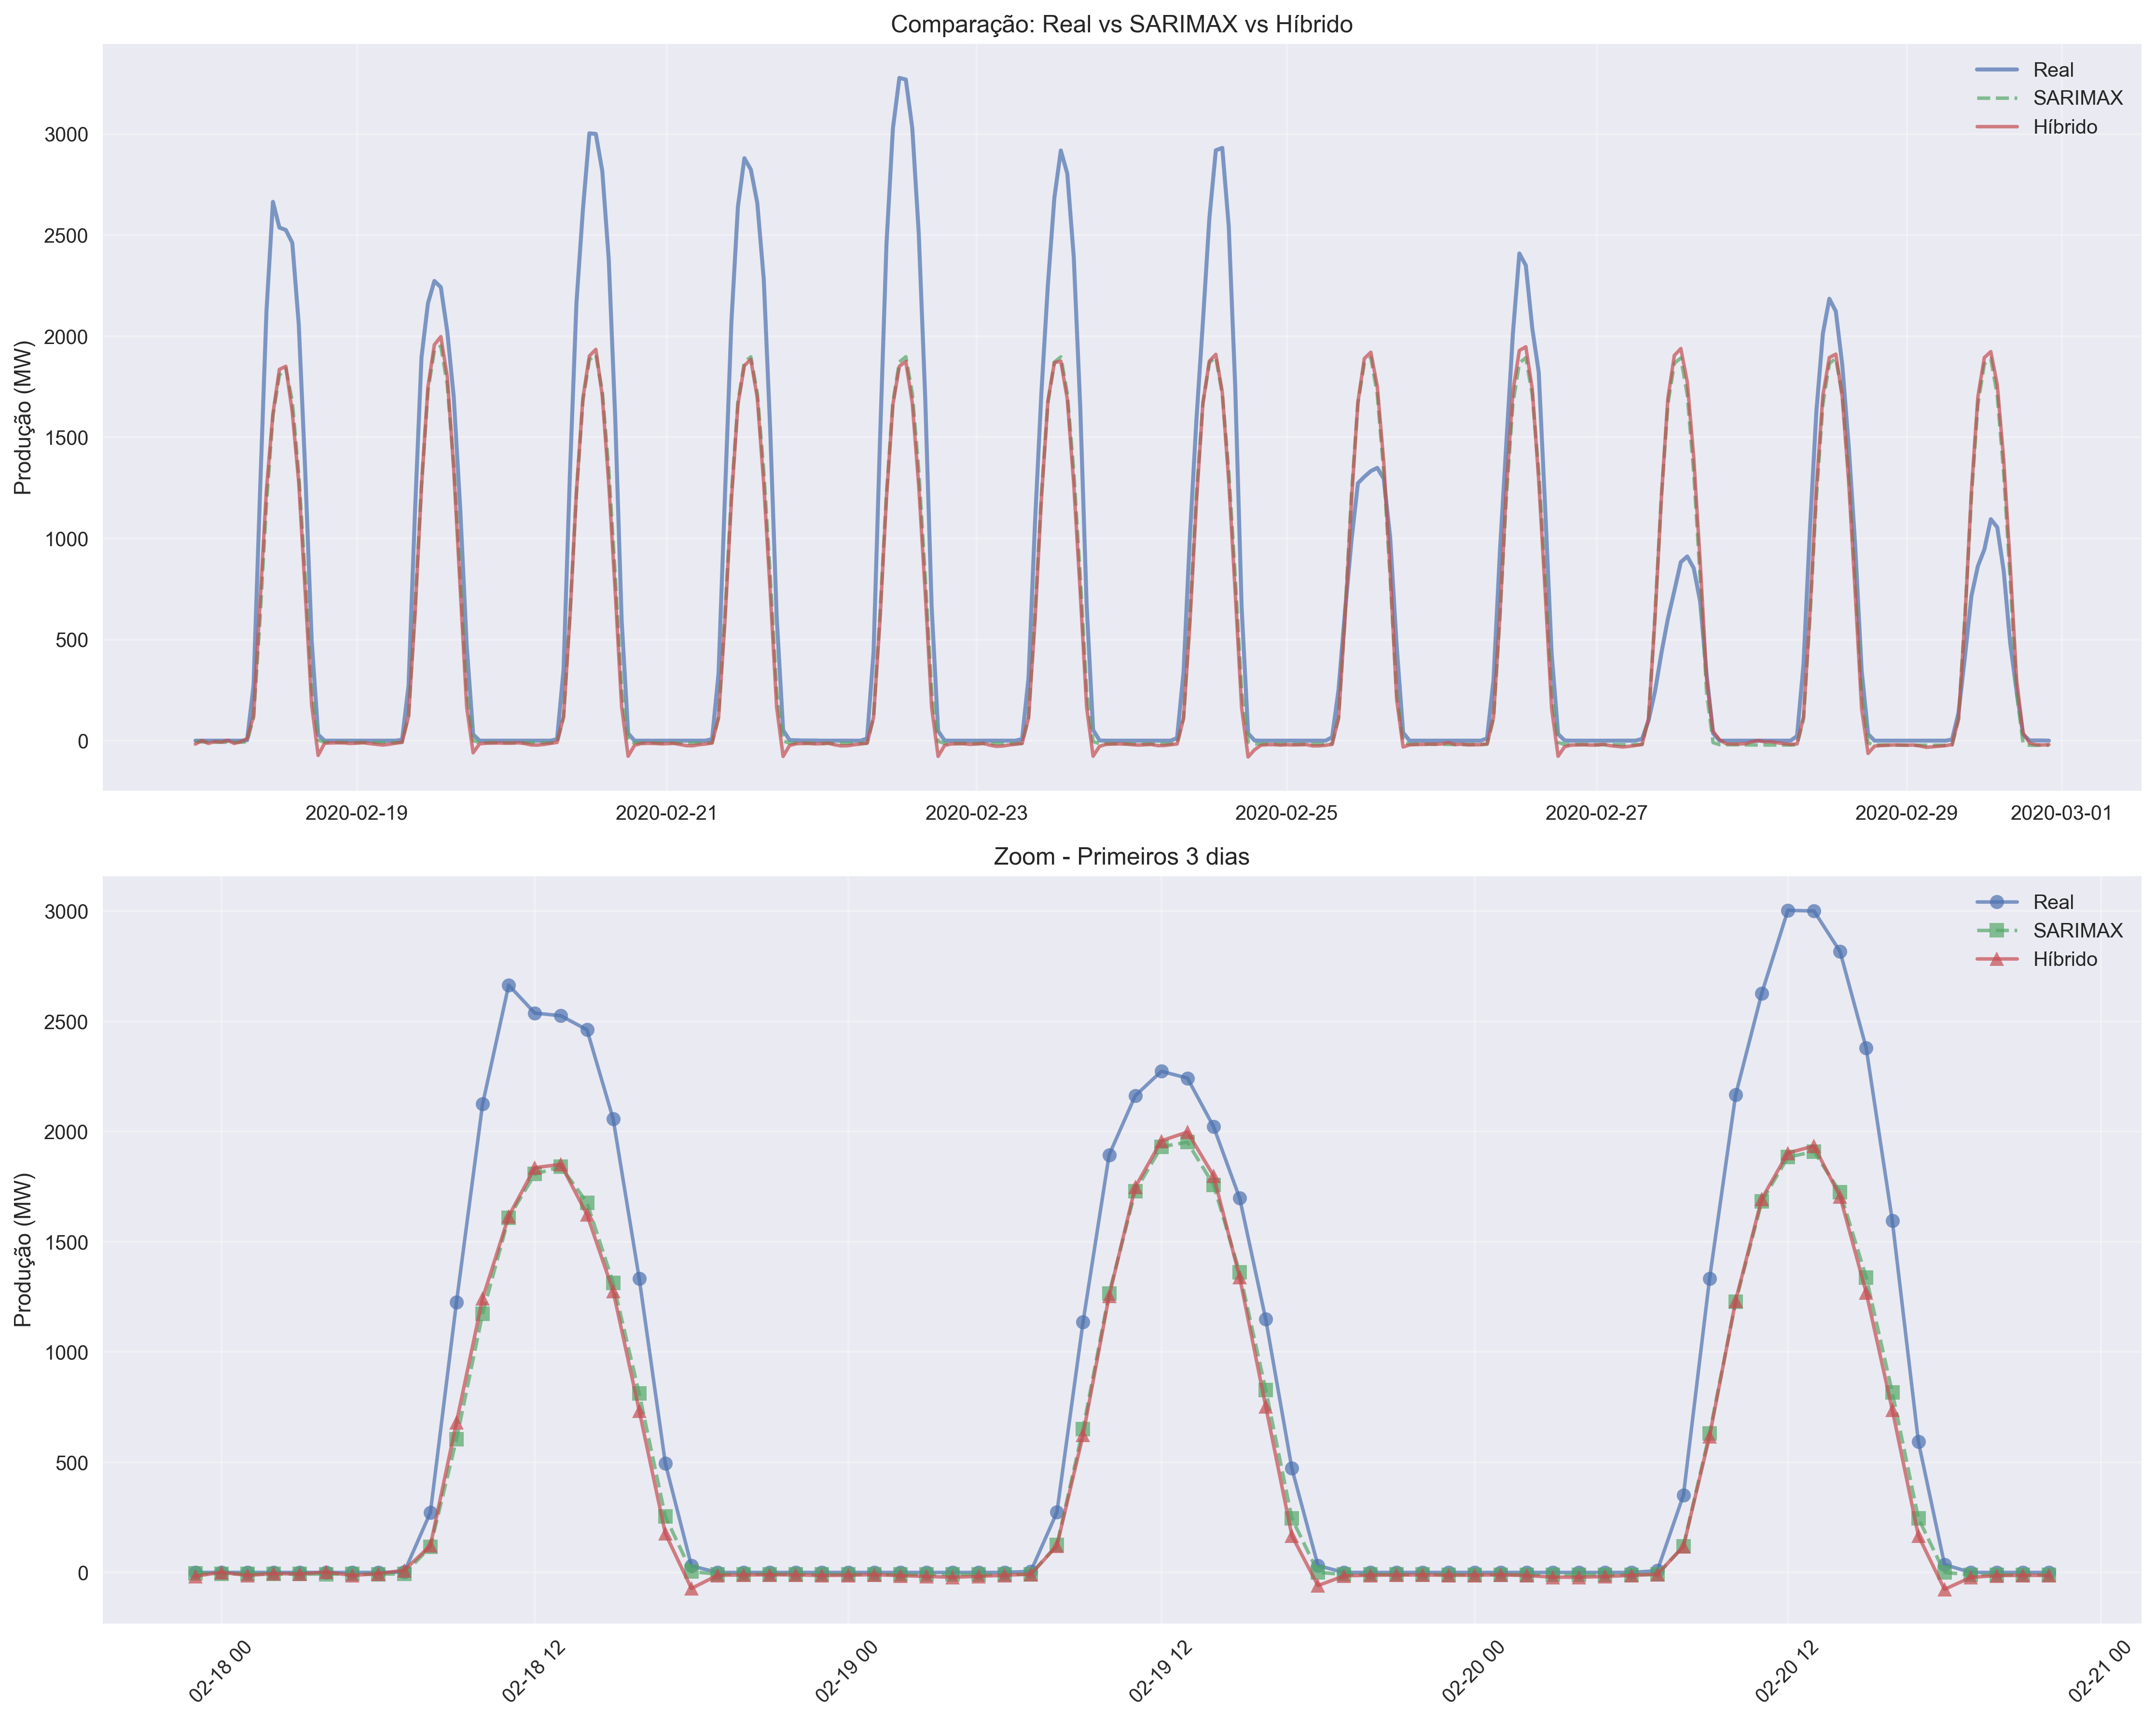 Comparação: Real vs SARIMAX vs Híbrido
Real
SARIMAX
Híbrido
Produção (MW)
3000
2500
2000
1500
1000
500
0
2020-02-19
2020-02-21
2020-02-23
2020-02-25
2020-02-27
2020-02-29
2020-03-01
Zoom - Primeiros 3 dias
Real
SARIMAX
Híbrido
Produção (MW)
3000
2500
2000
1500
1000
500
0
02-18 00
02-18 12
02-19 00
02-19 12
02-20 00
02-20 12
02-21 00